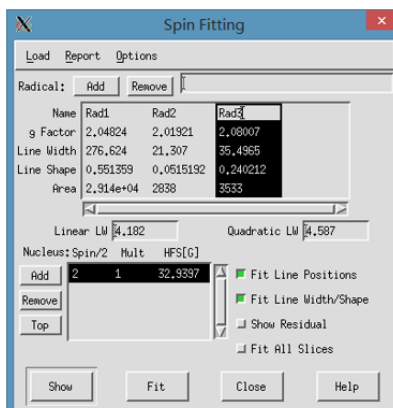 Spin Fitting
Load Report Options
Radical: Add Remove
Name Rad1 Rad2 Rad3
g Factor 2.04824 2.01921 2.08007
Line Width 276.624 21.307 35.4965
Line Shape 0.551359 0.0515192 0.240212
Area 2.914e+04 2838 3533
Linear LW 4.182 Quadratic LW 4.587
Nucleus: Spin/2 Mult HFS[G]
Add 2 1 32.9397 Fit Line Positions
Remove Fit Line Width/Shape
Top Show Residual
Fit All Slices
Show Fit Close Help